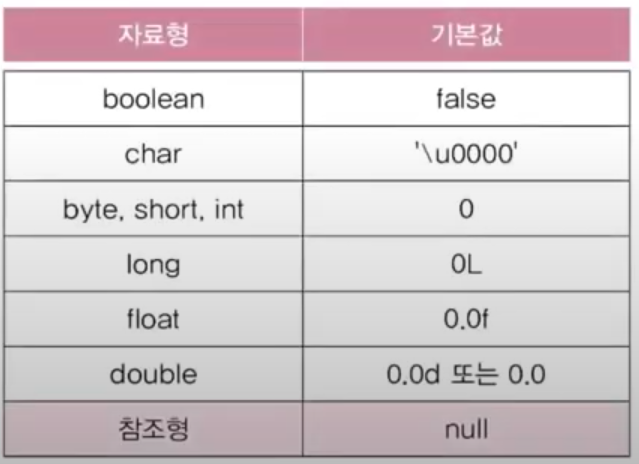 자료형 기본값
boolean false
char '\u0000'
byte, short, int 0
long 0L
float 0.0f
double 0.0d 또는 0.0
참조형 null